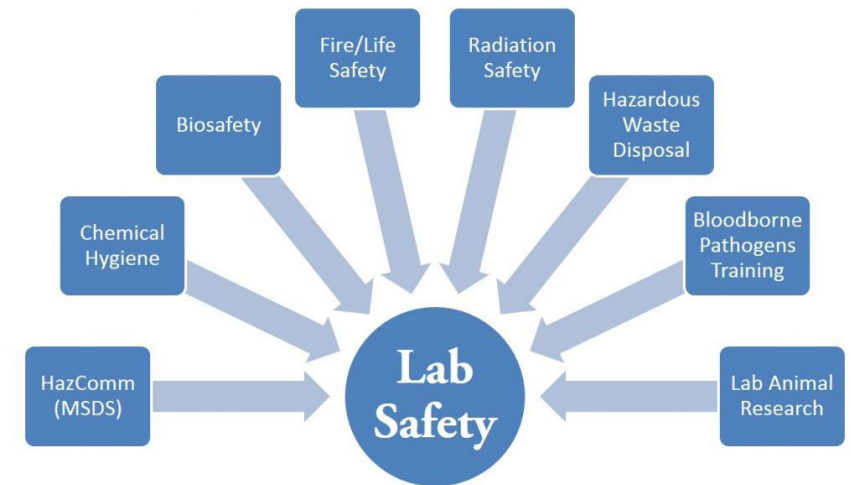 Fire/Life
Safety
Radiation
Safety
Biosafety
Hazardous
Waste
Disposal
Chemical
Hygiene
Bloodborne
Pathogens
Training
HazComm
(MSDS)
Lab
Safety
Lab Animal
Research